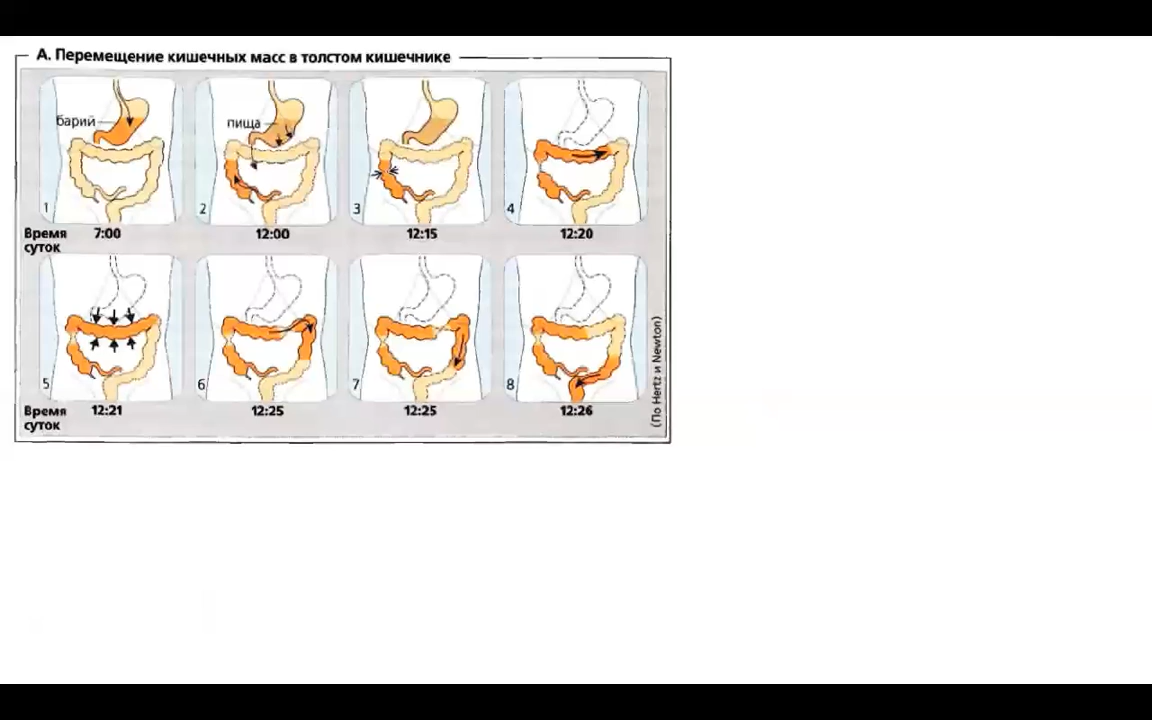 А. Перемещение кишечных масс в толстом кишечнике
барий
пища
1
2
3
4
Время суток
7:00
12:00
12:15
12:20
5
6
7
8
Время суток
12:21
12:25
12:25
12:26
(По Hertz и Newton)